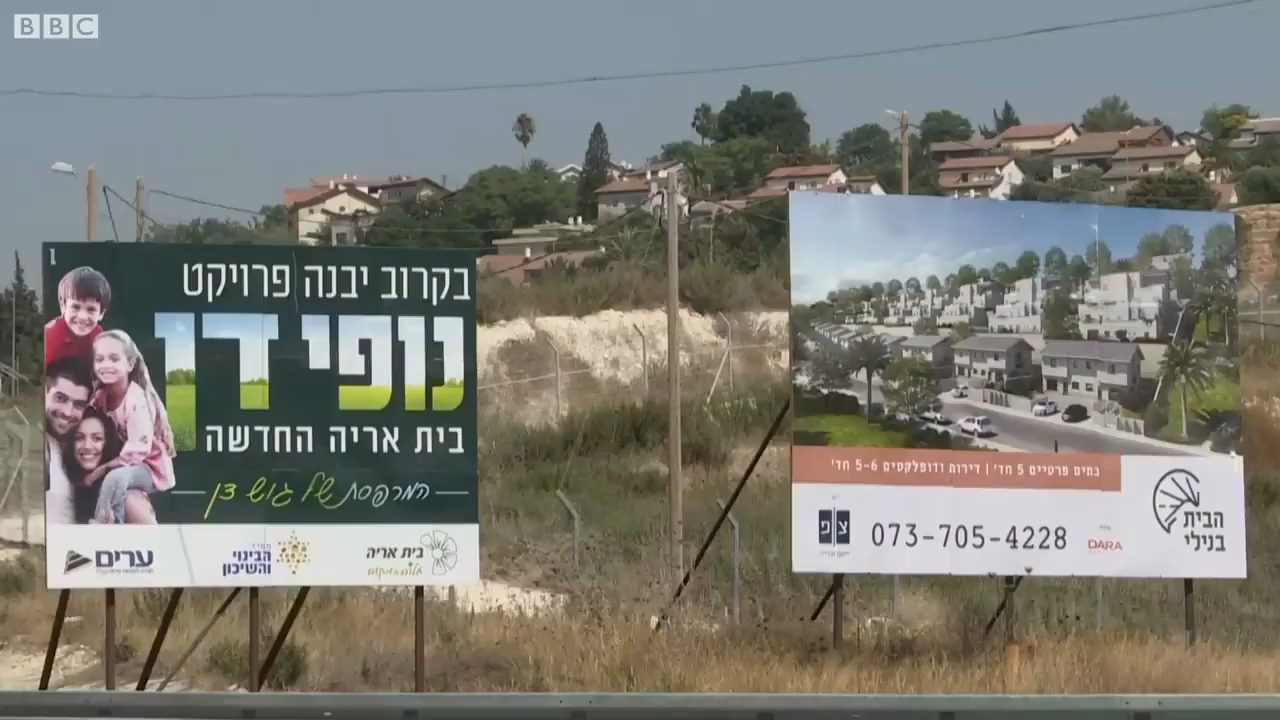 BBC
בקרוב יבנה פרויקט
נופי דן
בית אריה החדשה
המרפסת של גוש דן
ערים
הבינוי
והשיכון
בית אריה
בתים פרטיים 5 חד' | דירות ודופלקסים 5-6 חד'
צפ
073-705-4228
DARA
הבית
בנילי